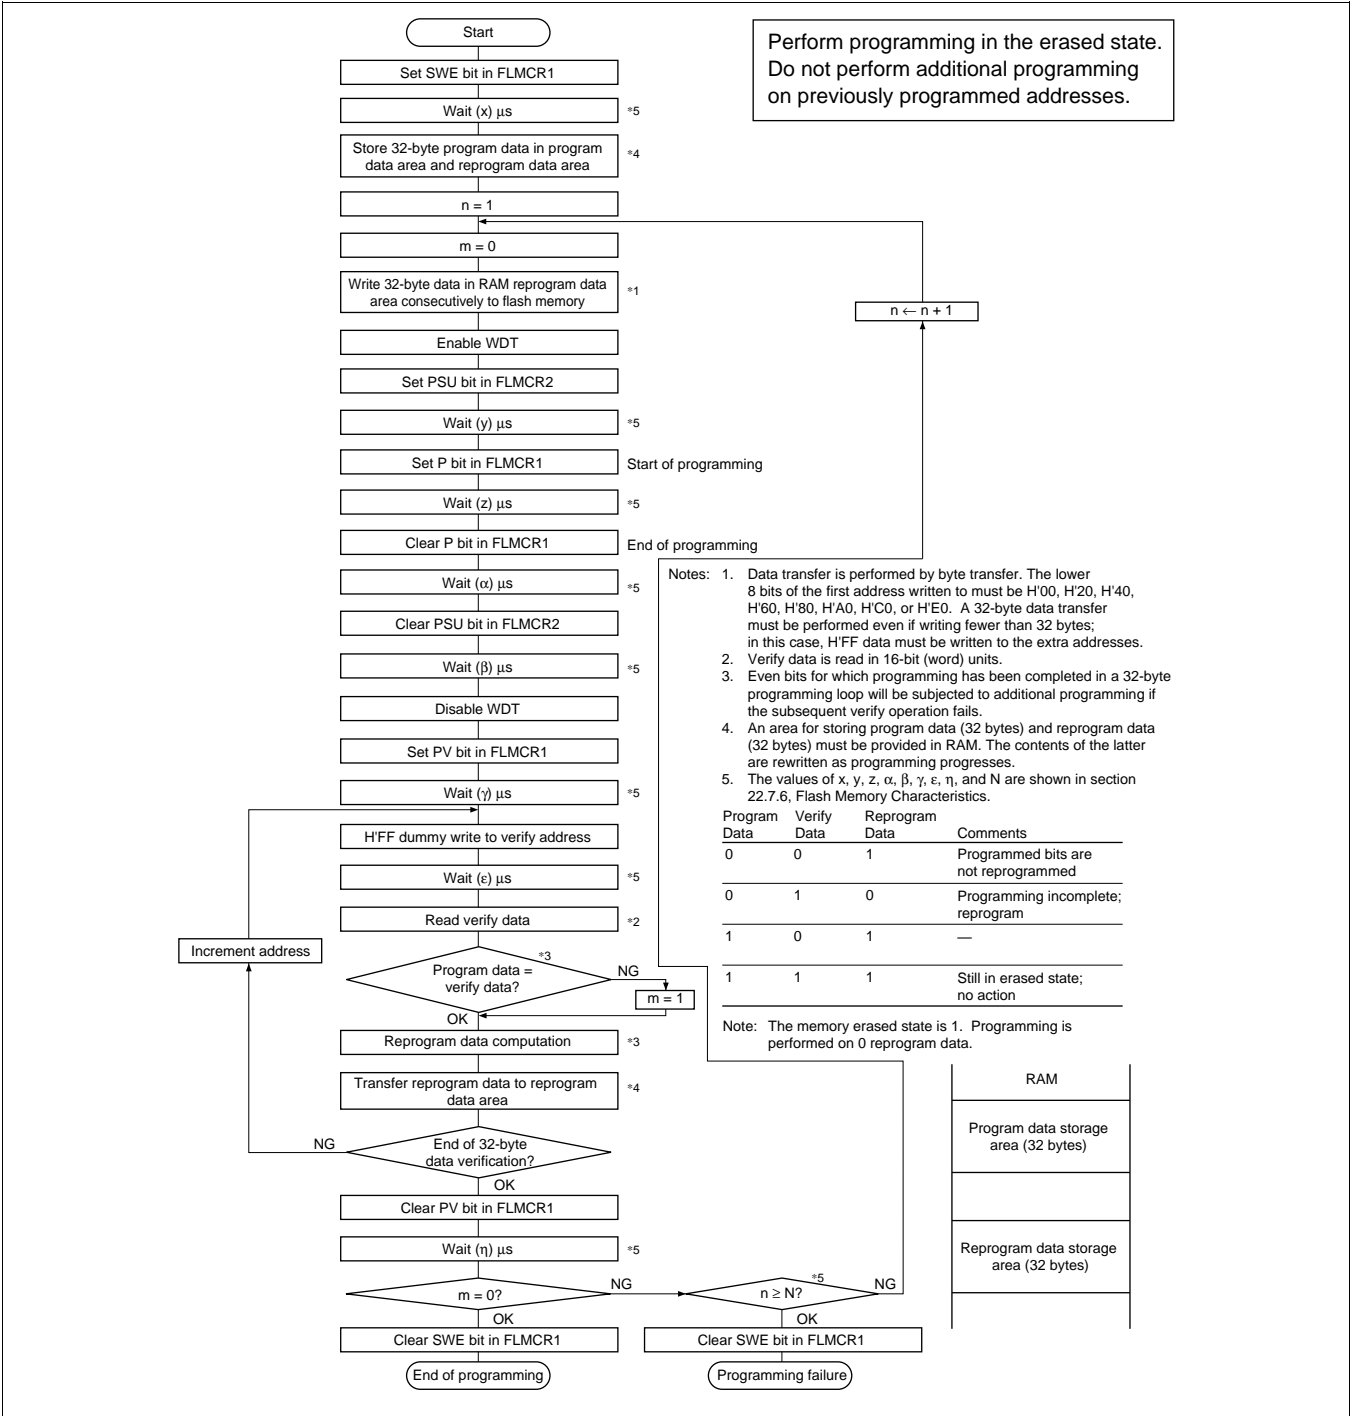 Start
Perform programming in the erased state.
Do not perform additional programming
on previously programmed addresses.
Set SWE bit in FLMCR1
Wait (x) μs
*5
Store 32-byte program data in program
data area and reprogram data area
*4
n = 1
m = 0
Write 32-byte data in RAM reprogram data
area consecutively to flash memory
*1
n ← n + 1
Enable WDT
Set PSU bit in FLMCR2
Wait (y) μs
*5
Set P bit in FLMCR1
Start of programming
Wait (z) μs
*5
Clear P bit in FLMCR1
End of programming
Wait (α) μs
*5
Clear PSU bit in FLMCR2
Wait (β) μs
*5
Disable WDT
Set PV bit in FLMCR1
Wait (γ) μs
*5
H'FF dummy write to verify address
Wait (ε) μs
*5
Read verify data
*2
Increment address
Program data =
verify data?
*3
NG
m = 1
OK
Reprogram data computation
*3
Transfer reprogram data to reprogram
data area
*4
NG
End of 32-byte
data verification?
OK
Clear PV bit in FLMCR1
Wait (η) μs
*5
m = 0?
NG
n ≥ N?
*5
NG
OK
OK
Clear SWE bit in FLMCR1
Clear SWE bit in FLMCR1
End of programming
Programming failure
Notes: 1. Data transfer is performed by byte transfer. The lower
8 bits of the first address written to must be H'00, H'20, H'40,
H'60, H'80, H'A0, H'C0, or H'E0. A 32-byte data transfer
must be performed even if writing fewer than 32 bytes;
in this case, H'FF data must be written to the extra addresses.
2. Verify data is read in 16-bit (word) units.
3. Even bits for which programming has been completed in a 32-byte
programming loop will be subjected to additional programming if
the subsequent verify operation fails.
4. An area for storing program data (32 bytes) and reprogram data
(32 bytes) must be provided in RAM. The contents of the latter
are rewritten as programming progresses.
5. The values of x, y, z, α, β, γ, ε, η, and N are shown in section
22.7.6, Flash Memory Characteristics.
Program Verify Reprogram
Data Data Data Comments
0 0 1 Programmed bits are
not reprogrammed
0 1 0 Programming incomplete;
reprogram
1 0 1 —
1 1 1 Still in erased state;
no action
Note: The memory erased state is 1. Programming is
performed on 0 reprogram data.
RAM
Program data storage
area (32 bytes)
Reprogram data storage
area (32 bytes)